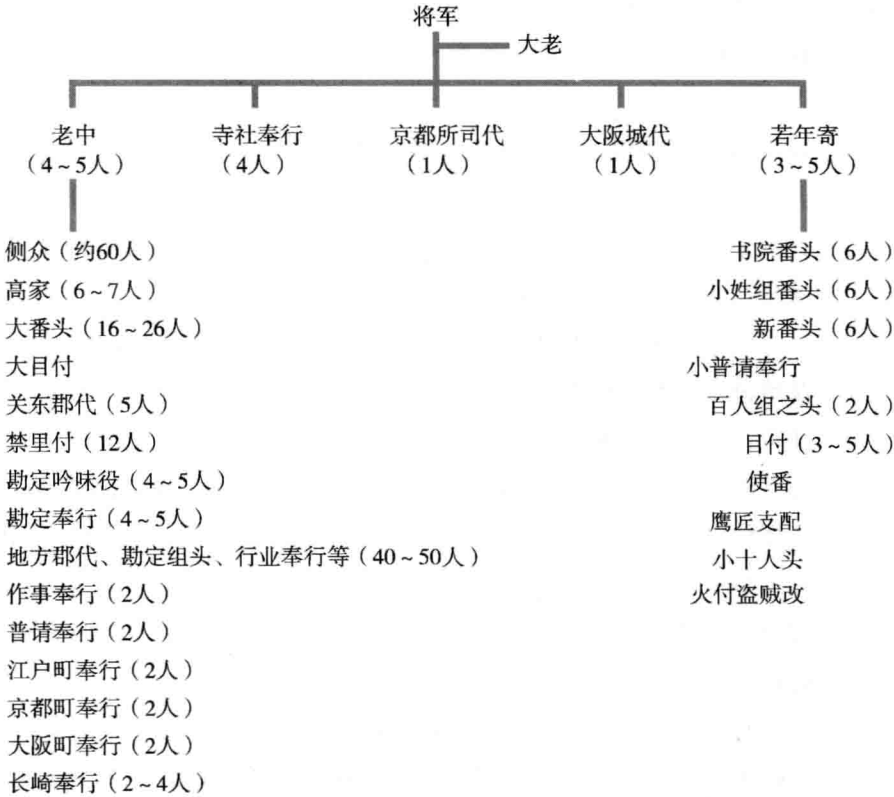 将军
大老
老中 寺社奉行 京都所司代 大阪城代 若年寄
（4~5人） （4人） （1人） （1人） （3~5人）
侧众（约60人）
高家（6~7人）
大番头（16~26人）
大目付
关东郡代（5人）
禁里付（12人）
勘定吟味役（4~5人）
勘定奉行（4~5人）
地方郡代、勘定组头、行业奉行等（40~50人）
作事奉行（2人）
普请奉行（2人）
江户町奉行（2人）
京都町奉行（2人）
大阪町奉行（2人）
长崎奉行（2~4人）
书院番头（6人）
小姓组番头（6人）
新番头（6人）
小普请奉行
百人组之头（2人）
目付（3~5人）
使番
鹰匠支配
小十人头
火付盗贼改